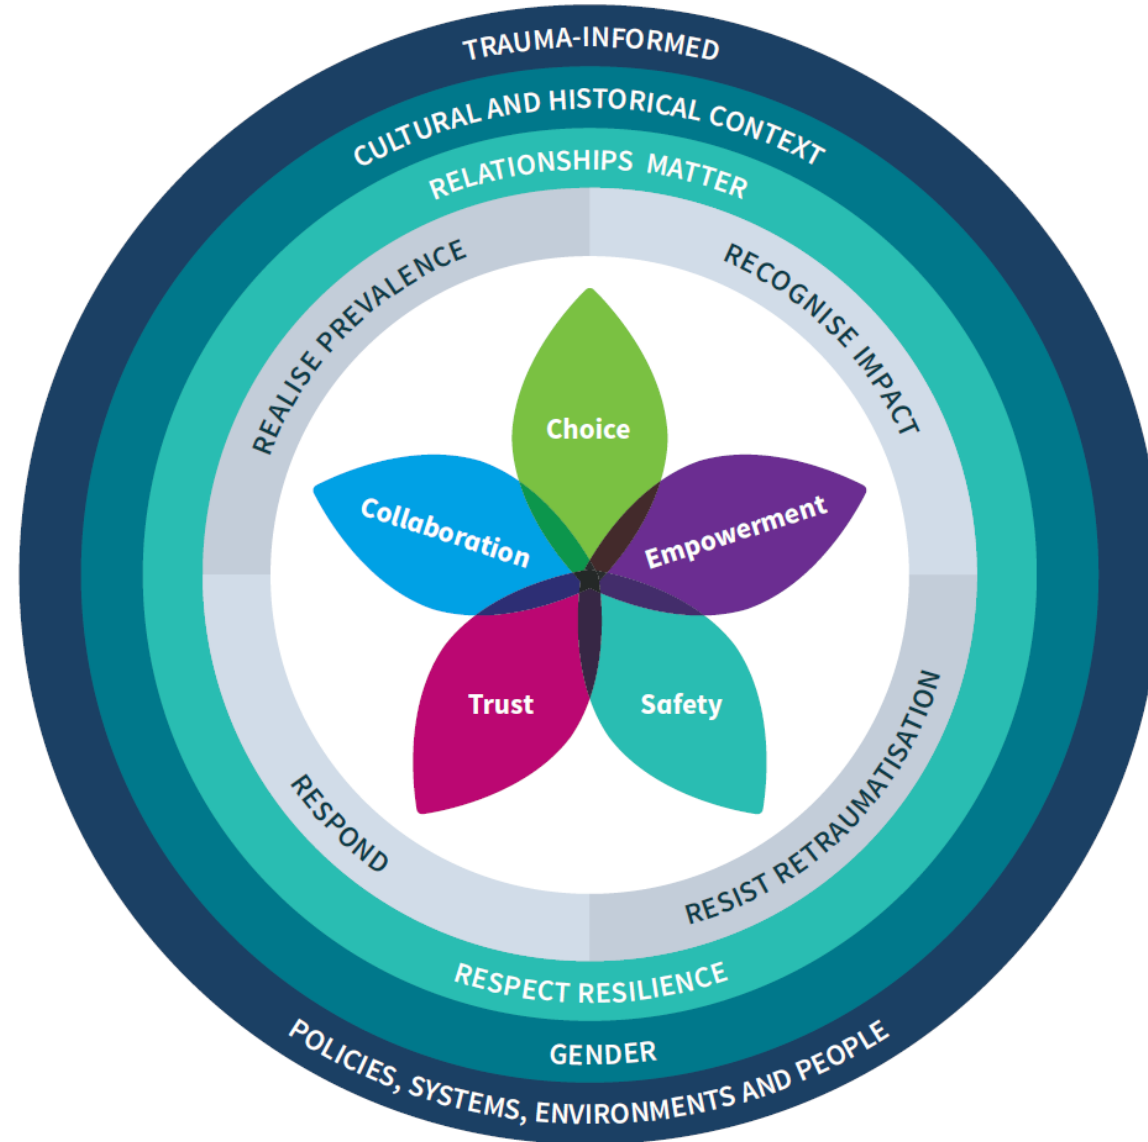 TRAUMA-INFORMED
CULTURAL AND HISTORICAL CONTEXT
RELATIONSHIPS MATTER
REALISE PREVALENCE
RECOGNISE IMPACT
Choice
Collaboration
Empowerment
Trust
Safety
RESPOND
RESIST RETRAUMATISATION
RESPECT RESILIENCE
GENDER
POLICIES, SYSTEMS, ENVIRONMENTS AND PEOPLE